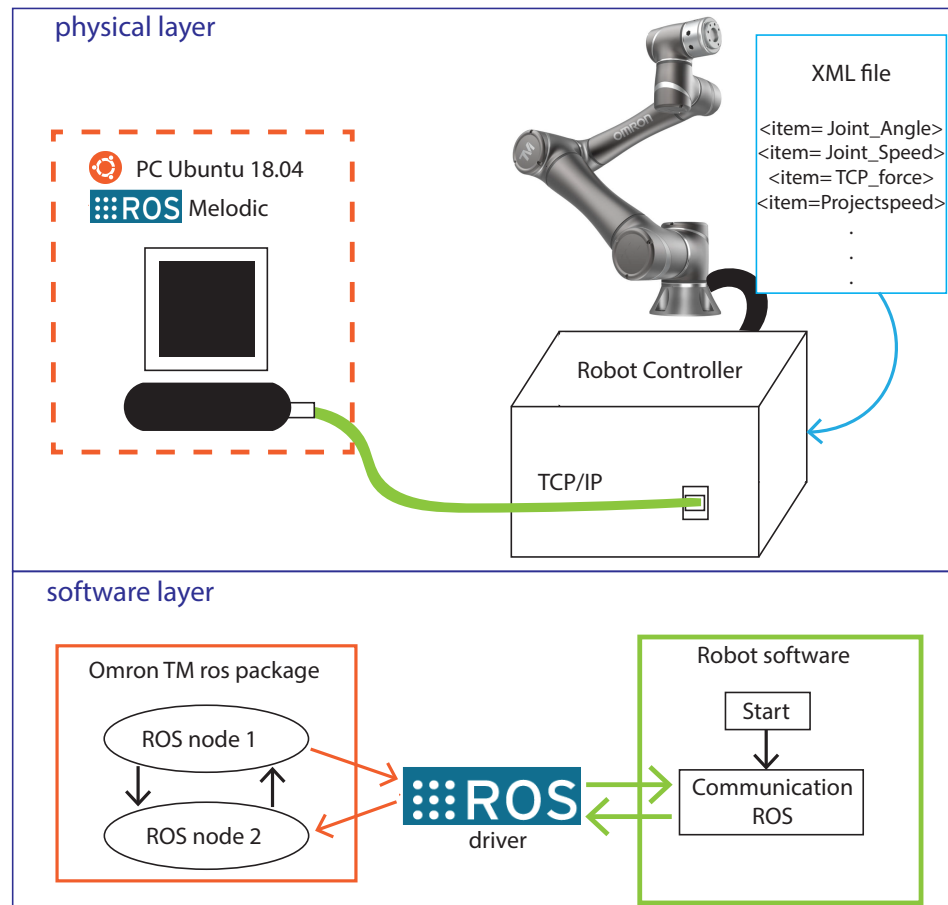 physical layer
PC Ubuntu 18.04
ROS Melodic
OMRON
TM
XML file
<item= Joint_Angle>
<item= Joint_Speed>
<item= TCP_force>
<item=Projectspeed>
.
.
.
Robot Controller
TCP/IP
software layer
Omron TM ros package
ROS node 1
ROS node 2
ROS
driver
Robot software
Start
Communication
ROS